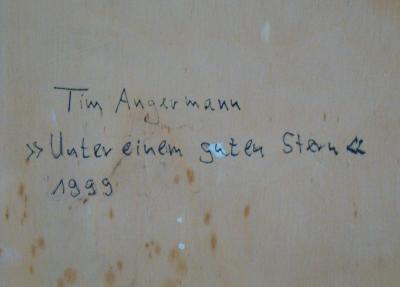 Tim Angermann
»Unter einem guten Stern«
1999